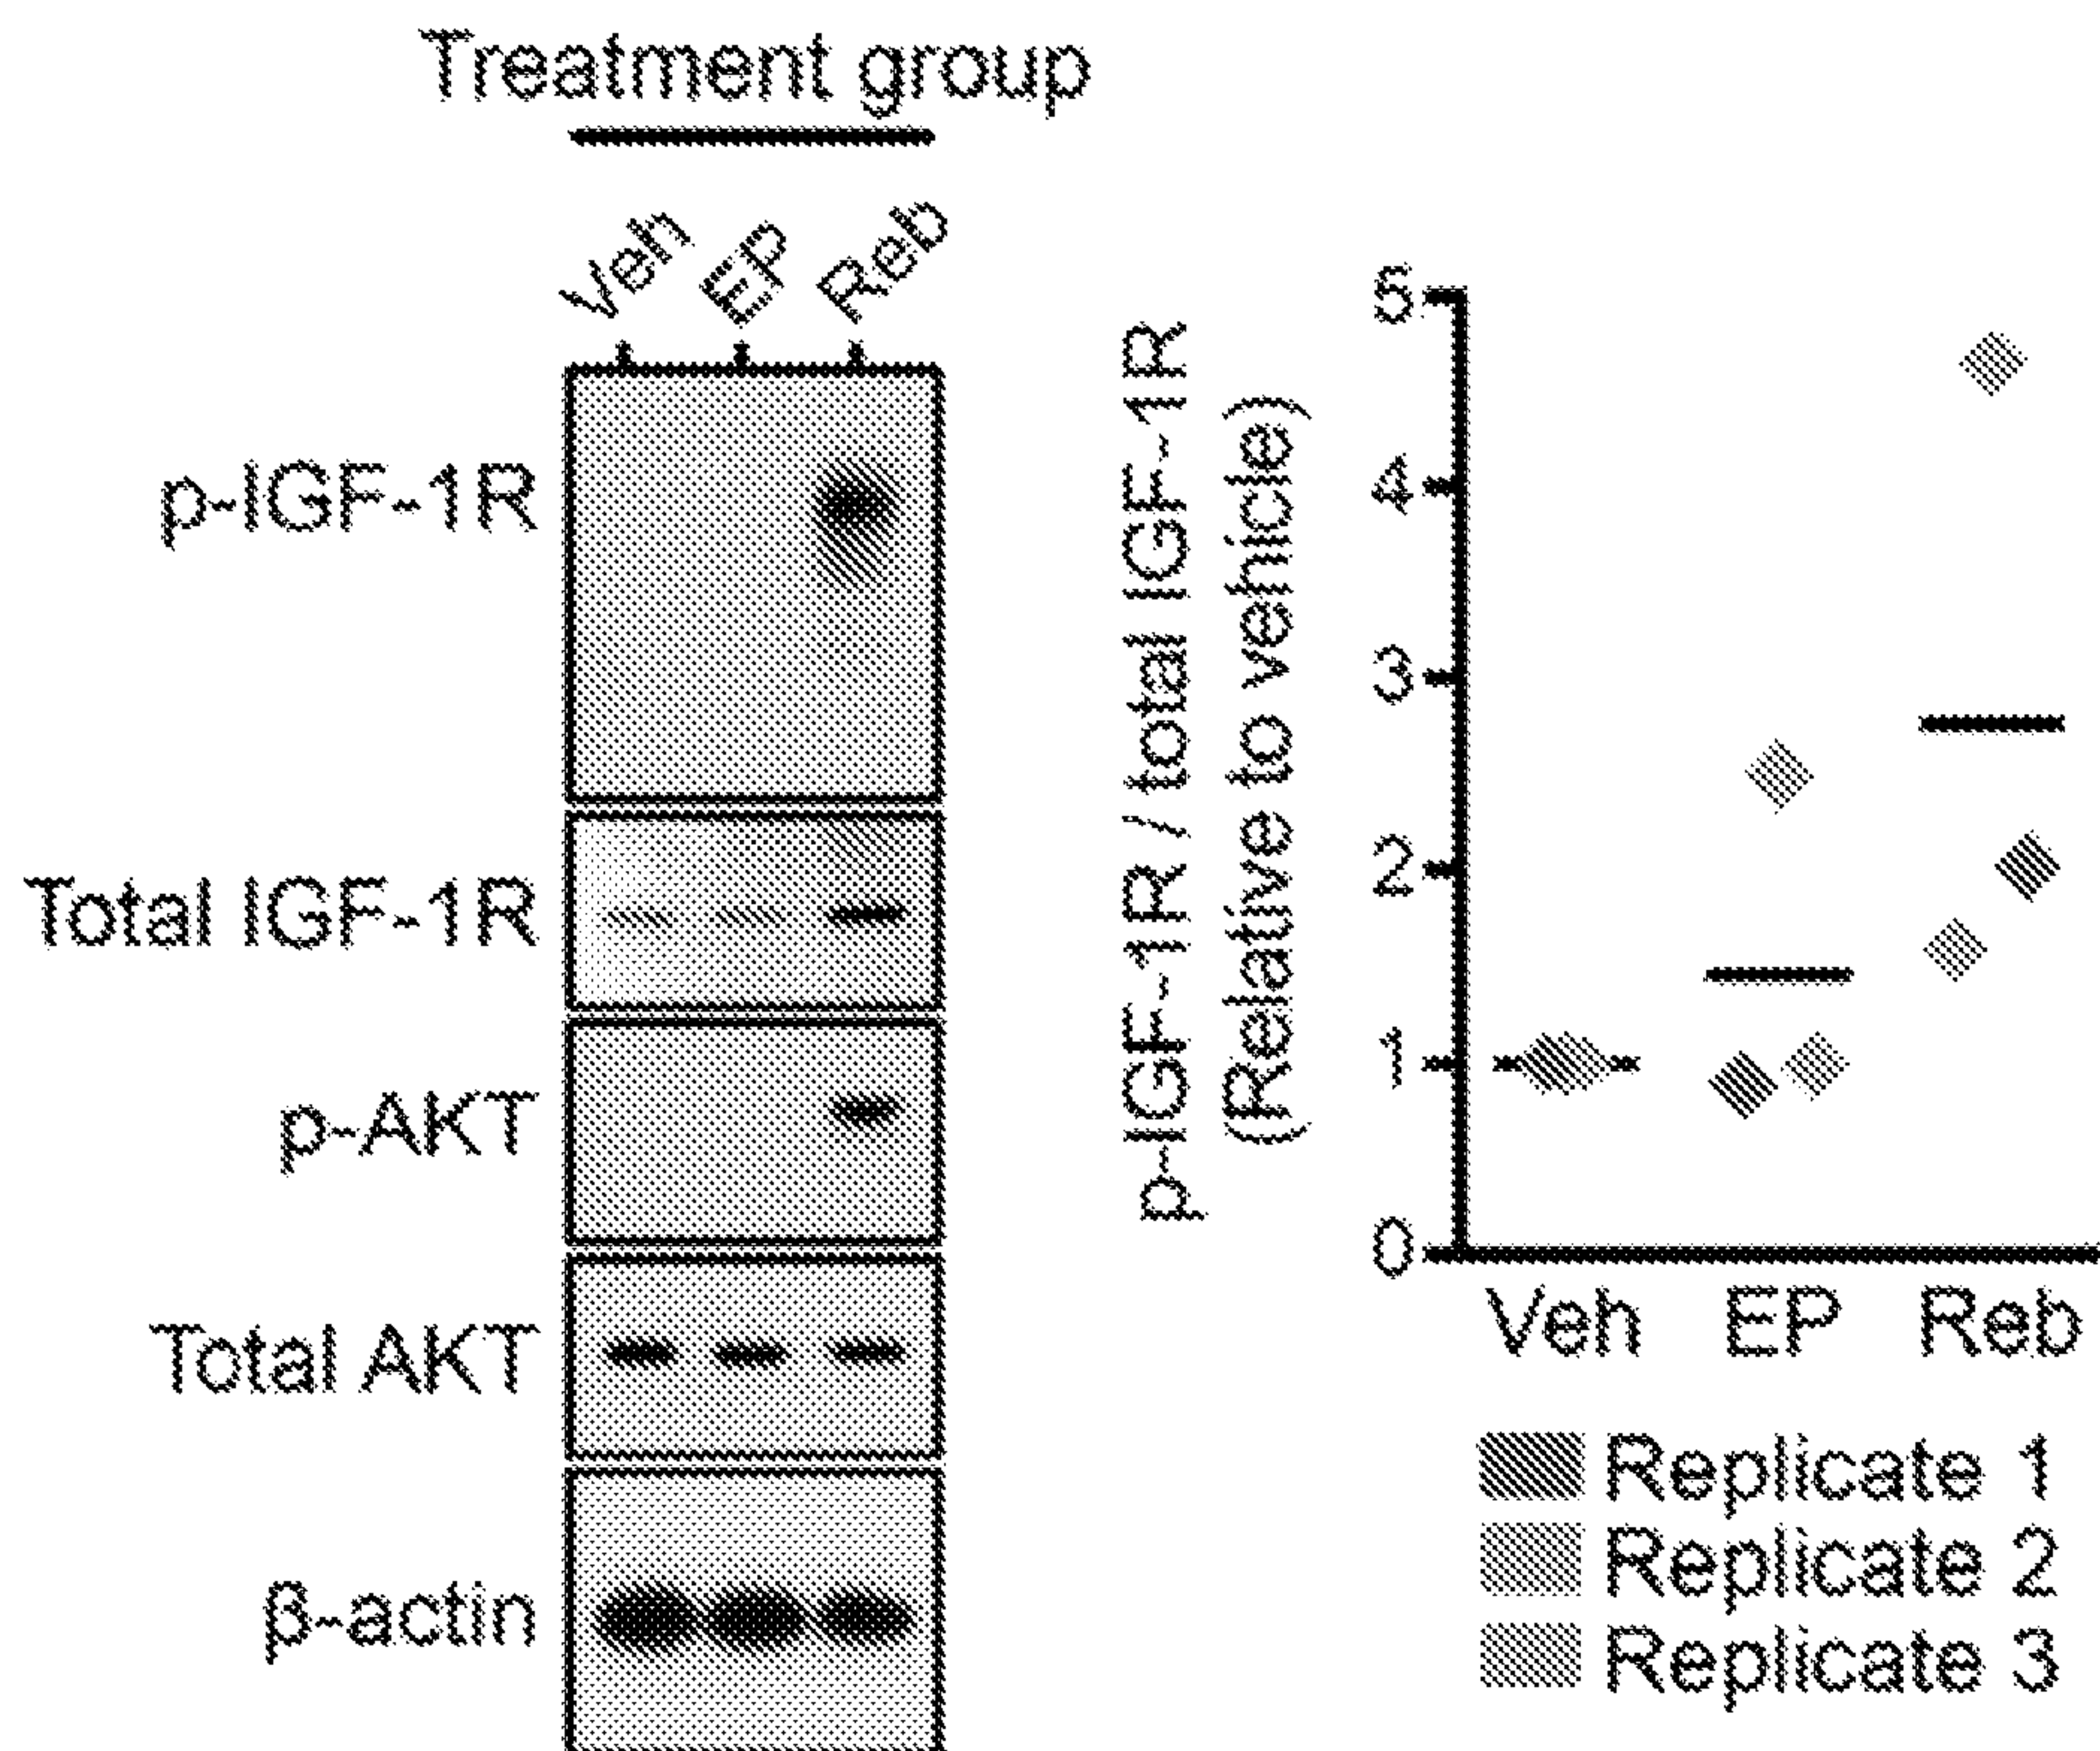 Treatment group
Veh EP Reb
p-IGF-1R
Total IGF-1R
p-AKT
Total AKT
β-actin
p-IGF-1R / total IGF-1R
(Relative to vehicle)
5
4
3
2
1
0
Veh EP Reb
Replicate 1
Replicate 2
Replicate 3